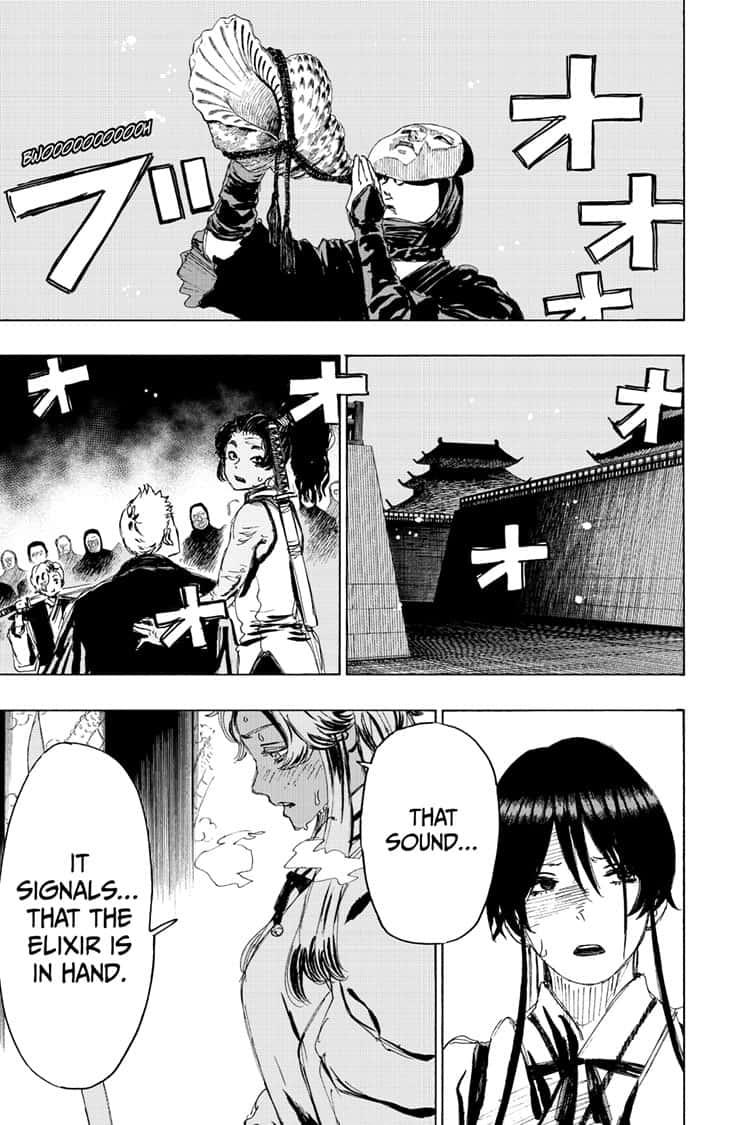 BWOOOOOOOOOOH
ブ
オ
オ
オ
オ
オ
オ
オ
オ
THAT
SOUND...
IT
SIGNALS...
THAT THE
ELIXIR IS
IN HAND.